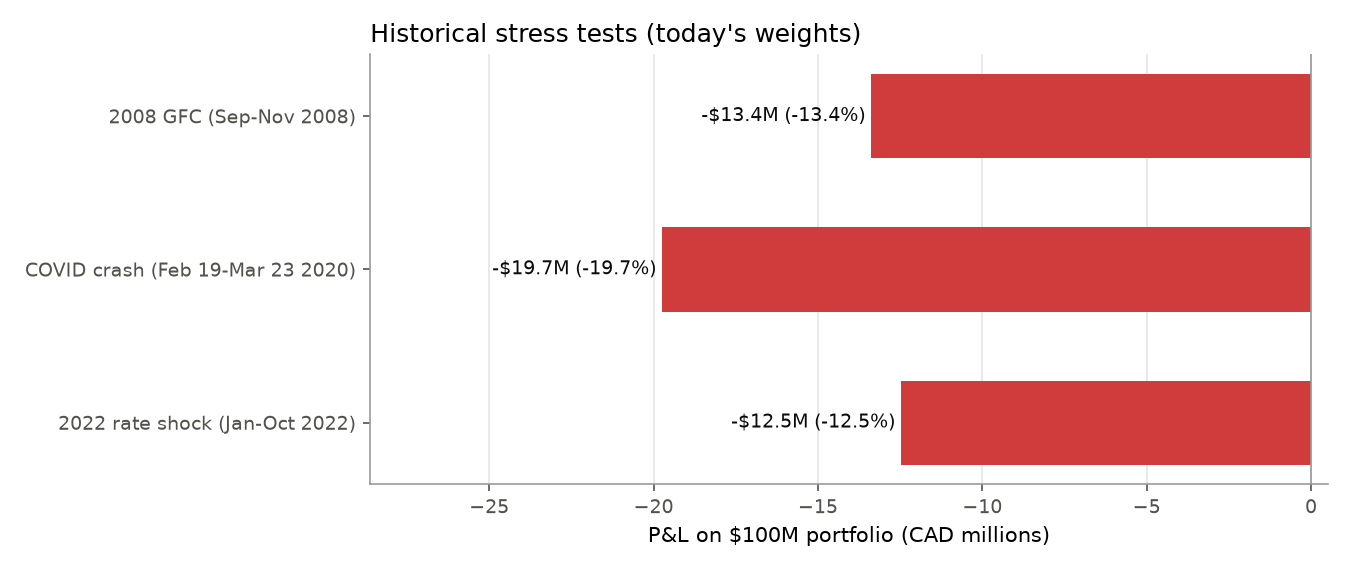 Historical stress tests (today's weights)
2008 GFC (Sep-Nov 2008)
-$13.4M (-13.4%)
COVID crash (Feb 19-Mar 23 2020)
-$19.7M (-19.7%)
2022 rate shock (Jan-Oct 2022)
-$12.5M (-12.5%)
−25 −20 −15 −10 −5 0
P&L on $100M portfolio (CAD millions)